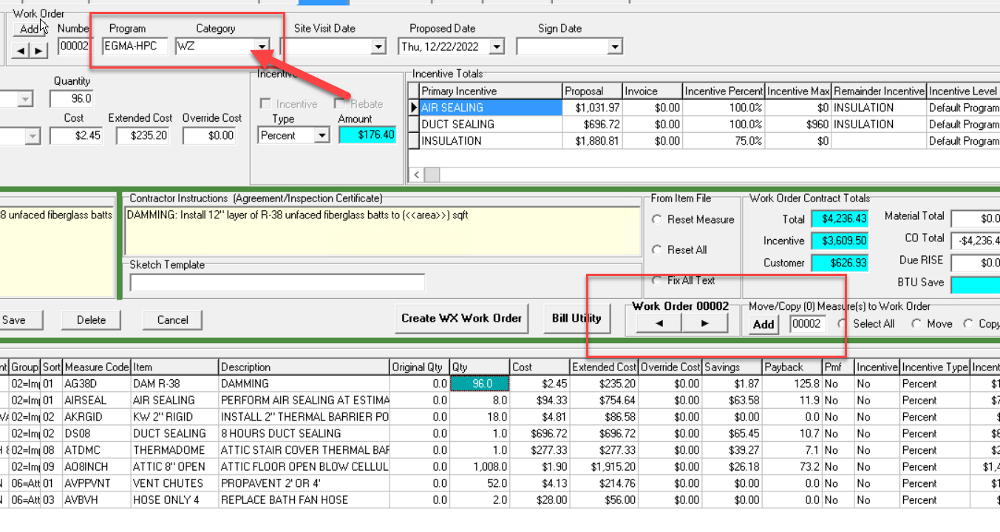 Work Order
Add Numbe Program Category Site Visit Date Proposed Date Sign Date
00002 EGMA-HPC WZ Thu, 12/22/2022
Quantity Incentive Incentive Totals
96.0 Incentive Rebate Primary Incentive Proposal Invoice Incentive Percent Incentive Max Remainder Incentive Incentive Level
AIR SEALING $1,031.97 $0.00 100.0% $0 INSULATION Default Program
Cost Extended Cost Override Cost Type Amount DUCT SEALING $696.72 $0.00 100.0% $960 INSULATION Default Program
$2.45 $235.20 $0.00 Percent $176.40 INSULATION $1,880.81 $0.00 75.0% $0 Default Program
Contractor Instructions (Agreement/Inspection Certificate) From Item File Work Order Contract Totals
8 unfaced fiberglass batts DAMMING: Install 12" layer of R-38 unfaced fiberglass batts to (<<area>>) sqft Reset Measure Total $4,236.43 Material Total $0.0
Incentive $3,609.50 CO Total -$4,236.4
Reset All
Sketch Template Customer $626.93 Due RISE $0.0
Fix All Text BTU Save
Save Delete Cancel Create WX Work Order Bill Utility Work Order 00002 Move/Copy (0) Measure(s) to Work Order
Add 00002 Select All Move Copy
nt Group Sort Measure Code Item Description Original Qty Qty Cost Extended Cost Override Cost Savings Payback Pmf Incentive Incentive Type Incent
02=Imp 01 AG38D DAM R-38 DAMMING 0.0 96.0 $2.45 $235.20 $0.00 $1.87 125.8 No No Percent $1
02=Imp 01 AIRSEAL AIR SEALING PERFORM AIR SEALING AT ESTIMA 0.0 8.0 $94.33 $754.64 $0.00 $63.58 11.9 No No Percent $7
02=Imp 02 AKRGID KW 2" RIGID INSTALL 2" THERMAL BARRIER PO 0.0 18.0 $4.81 $86.58 $0.00 $0.00 0.0 No No Percent $
02=Imp 02 DS08 DUCT SEALING 8 HOURS DUCT SEALING 0.0 1.0 $696.72 $696.72 $0.00 $65.45 10.7 No No Percent $6
02=Imp 08 ATDMC THERMADOME ATTIC STAIR COVER THERMAL BAR 0.0 1.0 $277.33 $277.33 $0.00 $39.27 7.1 No No Percent $2
02=Imp 09 AO8INCH ATTIC 8" OPEN ATTIC FLOOR OPEN BLOW CELLUL 0.0 1,008.0 $1.90 $1,915.20 $0.00 $26.18 73.2 No No Percent $1,4
06=Att 01 AVPPVNT VENT CHUTES PROPAVENT 2' OR 4' 0.0 52.0 $4.13 $214.76 $0.00 $0.00 0.0 No No Percent $1
06=Att 03 AVBVH HOSE ONLY 4 REPLACE BATH FAN HOSE 0.0 2.0 $28.00 $56.00 $0.00 $0.00 0.0 No No Percent $